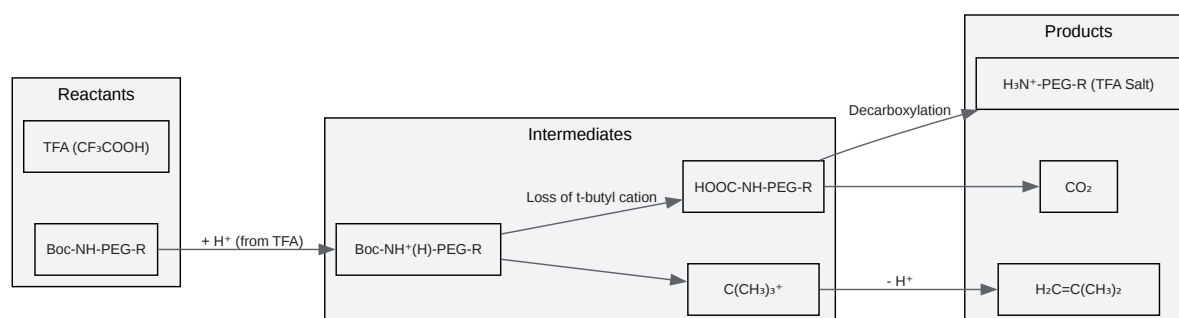 Reactants
TFA (CF₃COOH)
Boc-NH-PEG-R
+ H⁺ (from TFA)
Intermediates
Boc-NH⁺(H)-PEG-R
Loss of t-butyl cation
HOOC-NH-PEG-R
C(CH₃)₃⁺
Decarboxylation
- H⁺
Products
H₃N⁺-PEG-R (TFA Salt)
CO₂
H₂C=C(CH₃)₂